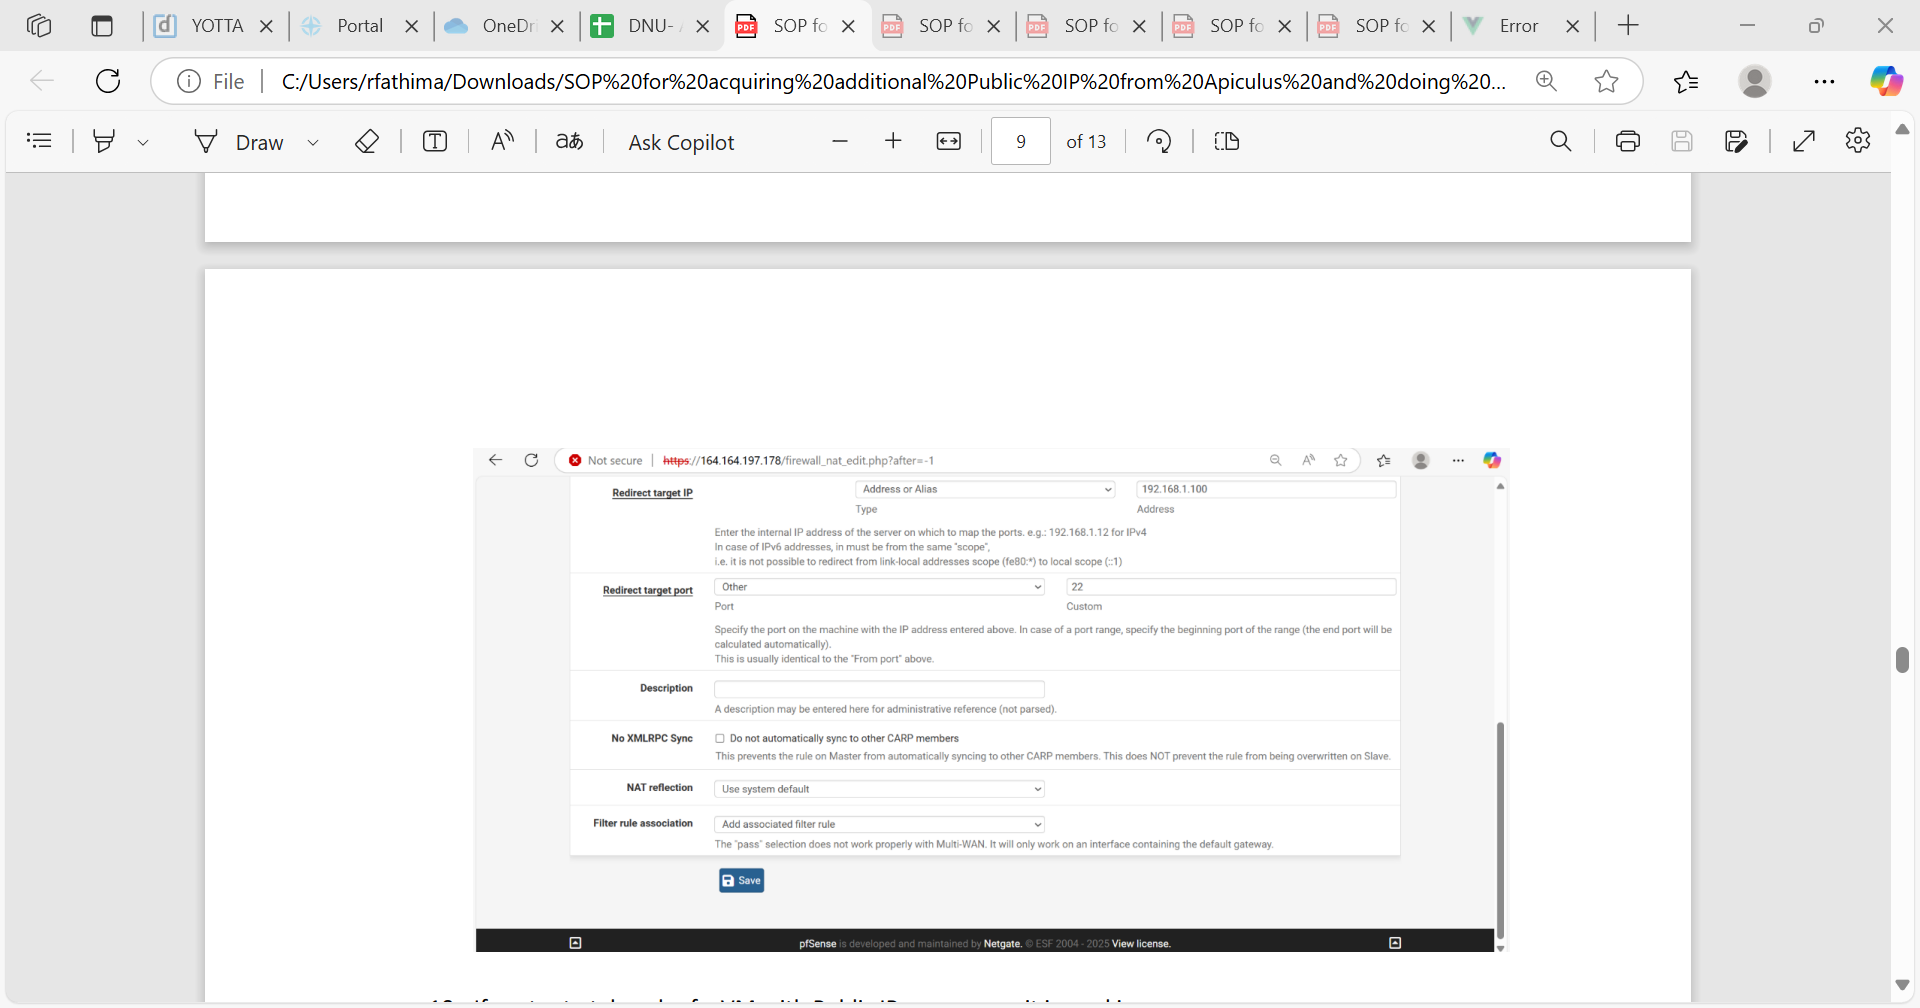 YOTTA
Portal
OneDri
DNU-
SOP fo
SOP fo
SOP fo
SOP fo
SOP fo
Error
File
C:/Users/rfathima/Downloads/SOP%20for%20acquiring%20additional%20Public%20IP%20from%20Apiculus%20and%20doing%20...
Draw
Ask Copilot
9
of 13
Not secure
https://164.164.197.178/firewall_nat_edit.php?after=-1
Redirect target IP
Address or Alias
192.168.1.100
Type
Address
Enter the internal IP address of the server on which to map the ports. e.g.: 192.168.1.12 for IPv4
In case of IPv6 addresses, in must be from the same "scope",
i.e. it is not possible to redirect from link-local addresses scope (fe80:*) to local scope (::1)
Redirect target port
Other
22
Port
Custom
Specify the port on the machine with the IP address entered above. In case of a port range, specify the beginning port of the range (the end port will be
calculated automatically).
This is usually identical to the "From port" above.
Description
A description may be entered here for administrative reference (not parsed).
No XMLRPC Sync
Do not automatically sync to other CARP members
This prevents the rule on Master from automatically syncing to other CARP members. This does NOT prevent the rule from being overwritten on Slave.
NAT reflection
Use system default
Filter rule association
Add associated filter rule
The "pass" selection does not work properly with Multi-WAN. It will only work on an interface containing the default gateway.
Save
pfSense is developed and maintained by Netgate. © ESF 2004 - 2025 View license.